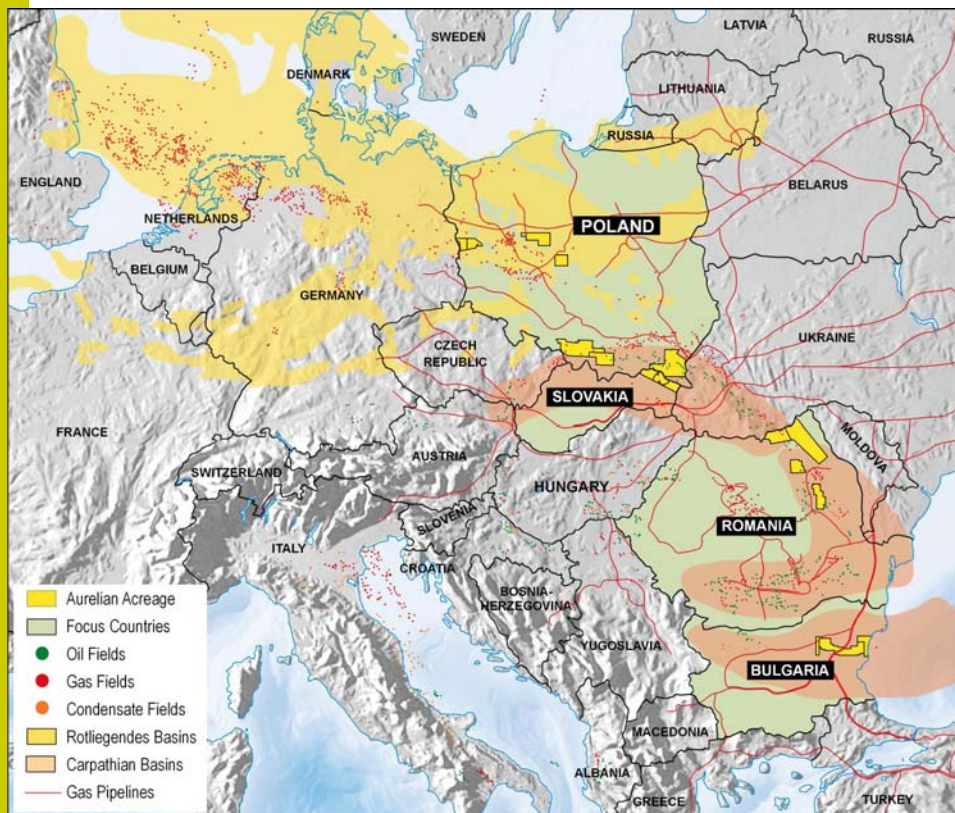 SWEDEN
LATVIA
RUSSIA
DENMARK
LITHUANIA
RUSSIA
ENGLAND
BELARUS
NETHERLANDS
POLAND
BELGIUM
GERMANY
CZECH
REPUBLIC
UKRAINE
SLOVAKIA
FRANCE
AUSTRIA
MOLDOVA
SWITZERLAND
HUNGARY
SLOVENIA
ROMANIA
ITALY
CROATIA
BOSNIA-
HERZEGOVINA
YUGOSLAVIA
BULGARIA
MACEDONIA
ALBANIA
GREECE
TURKEY
Aurelian Acreage
Focus Countries
Oil Fields
Gas Fields
Condensate Fields
Rotliegendes Basins
Carpathian Basins
Gas Pipelines